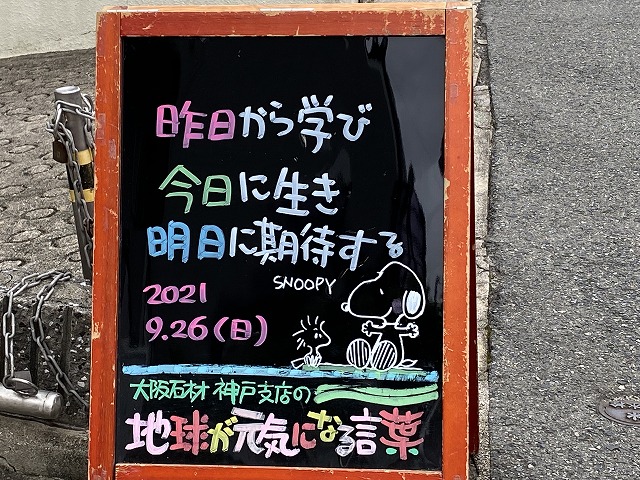 昨日から学び
今日に生き
明日に期待する
SNOOPY
2021
9.26(日)
大阪石材 神戸支店の
地球が元気になる言葉